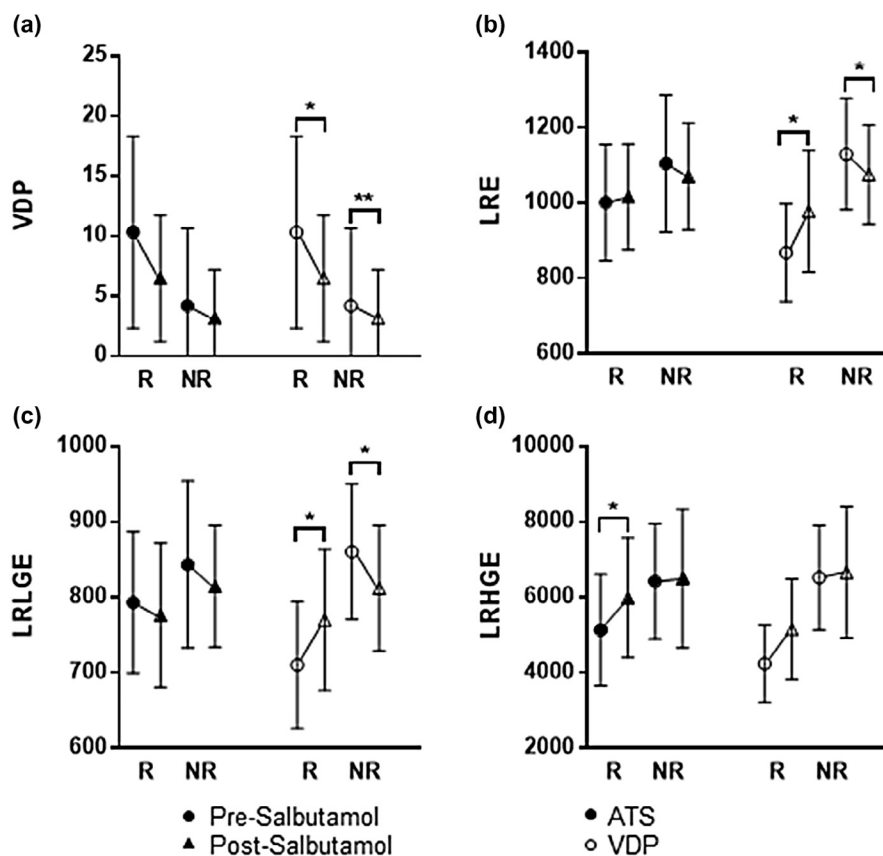 (a)
VDP
25
20
15
10
5
0
*
**
R NR R NR
(b)
LRE
1400
1200
1000
800
600
*
*
R NR R NR
(c)
LRLGE
1000
900
800
700
600
*
*
R NR R NR
(d)
LRHGE
10000
8000
6000
4000
2000
*
R NR R NR
Pre-Salbutamol
Post-Salbutamol
ATS
VDP